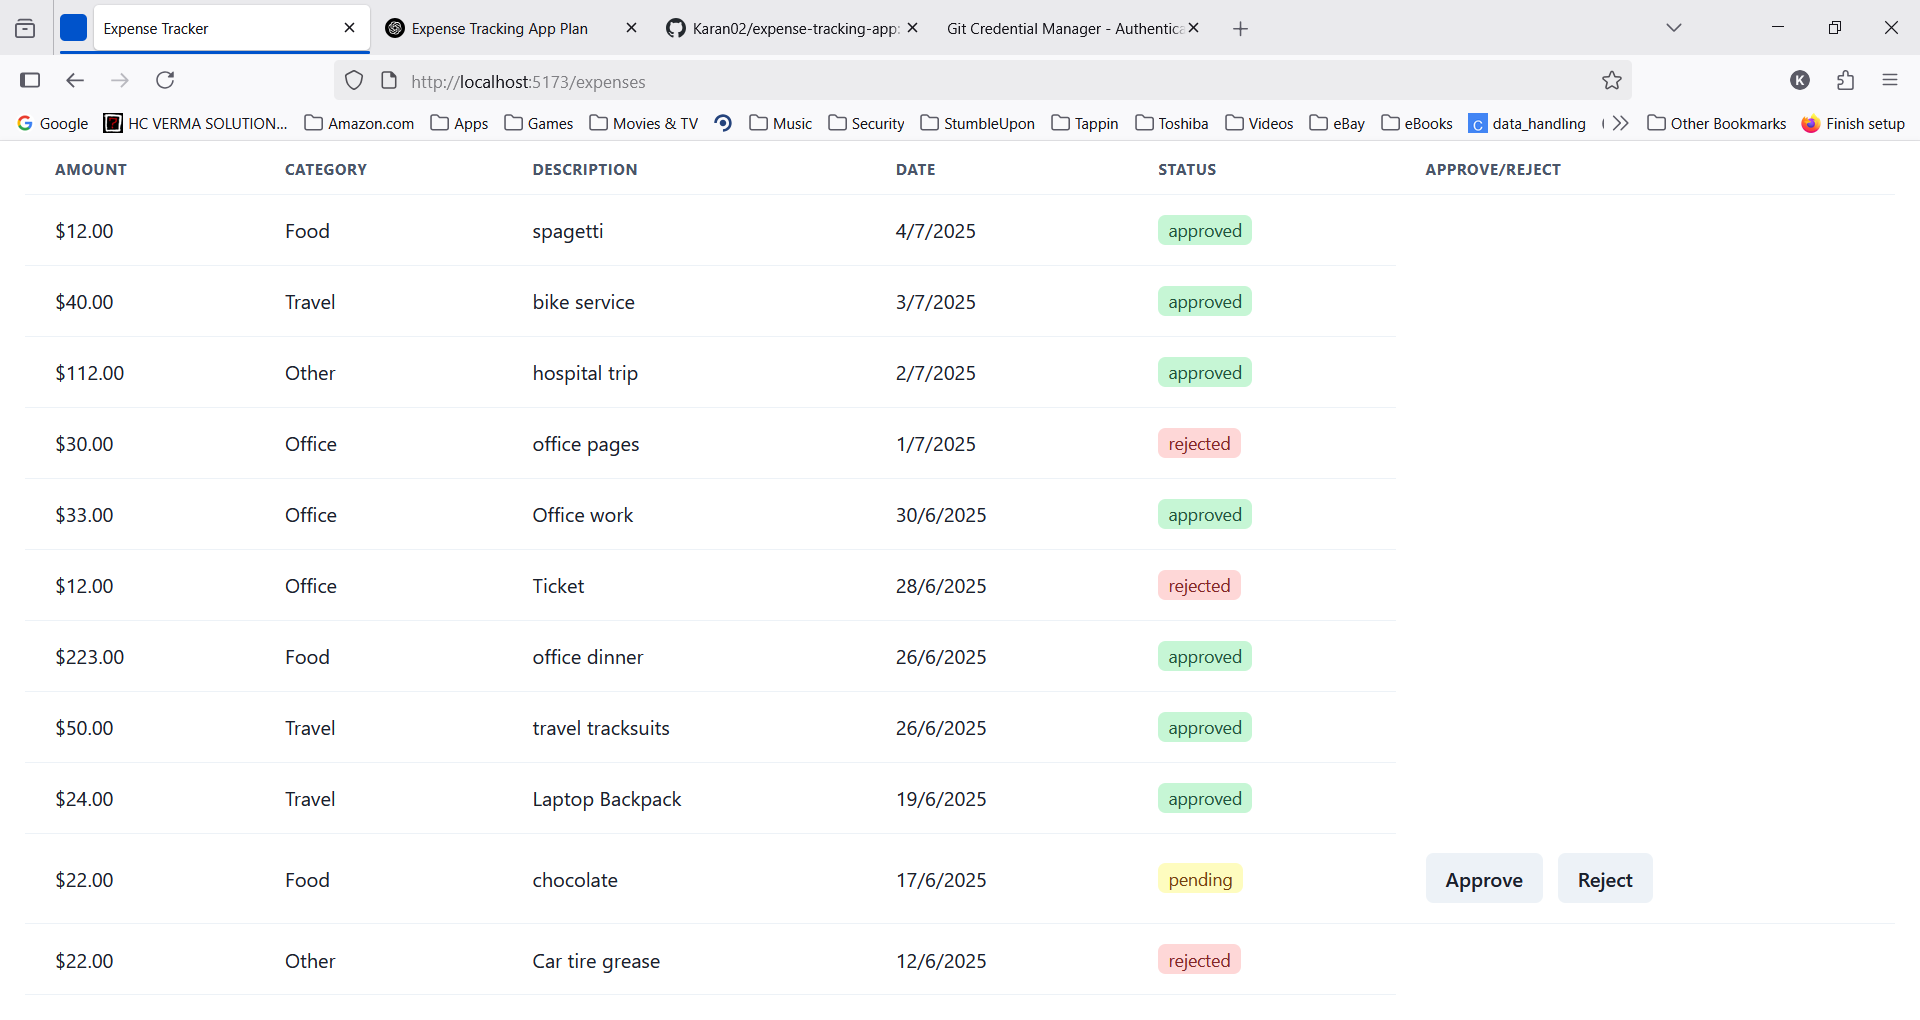 Expense Tracker Expense Tracking App Plan Karan02/expense-tracking-app: Git Credential Manager - Authentica
http://localhost:5173/expenses K
Google HC VERMA SOLUTION... Amazon.com Apps Games Movies & TV Music Security StumbleUpon Tappin Toshiba Videos eBay eBooks C data_handling Other Bookmarks Finish setup
AMOUNT CATEGORY DESCRIPTION DATE STATUS APPROVE/REJECT
$12.00 Food spagetti 4/7/2025 approved
$40.00 Travel bike service 3/7/2025 approved
$112.00 Other hospital trip 2/7/2025 approved
$30.00 Office office pages 1/7/2025 rejected
$33.00 Office Office work 30/6/2025 approved
$12.00 Office Ticket 28/6/2025 rejected
$223.00 Food office dinner 26/6/2025 approved
$50.00 Travel travel tracksuits 26/6/2025 approved
$24.00 Travel Laptop Backpack 19/6/2025 approved
$22.00 Food chocolate 17/6/2025 pending Approve Reject
$22.00 Other Car tire grease 12/6/2025 rejected